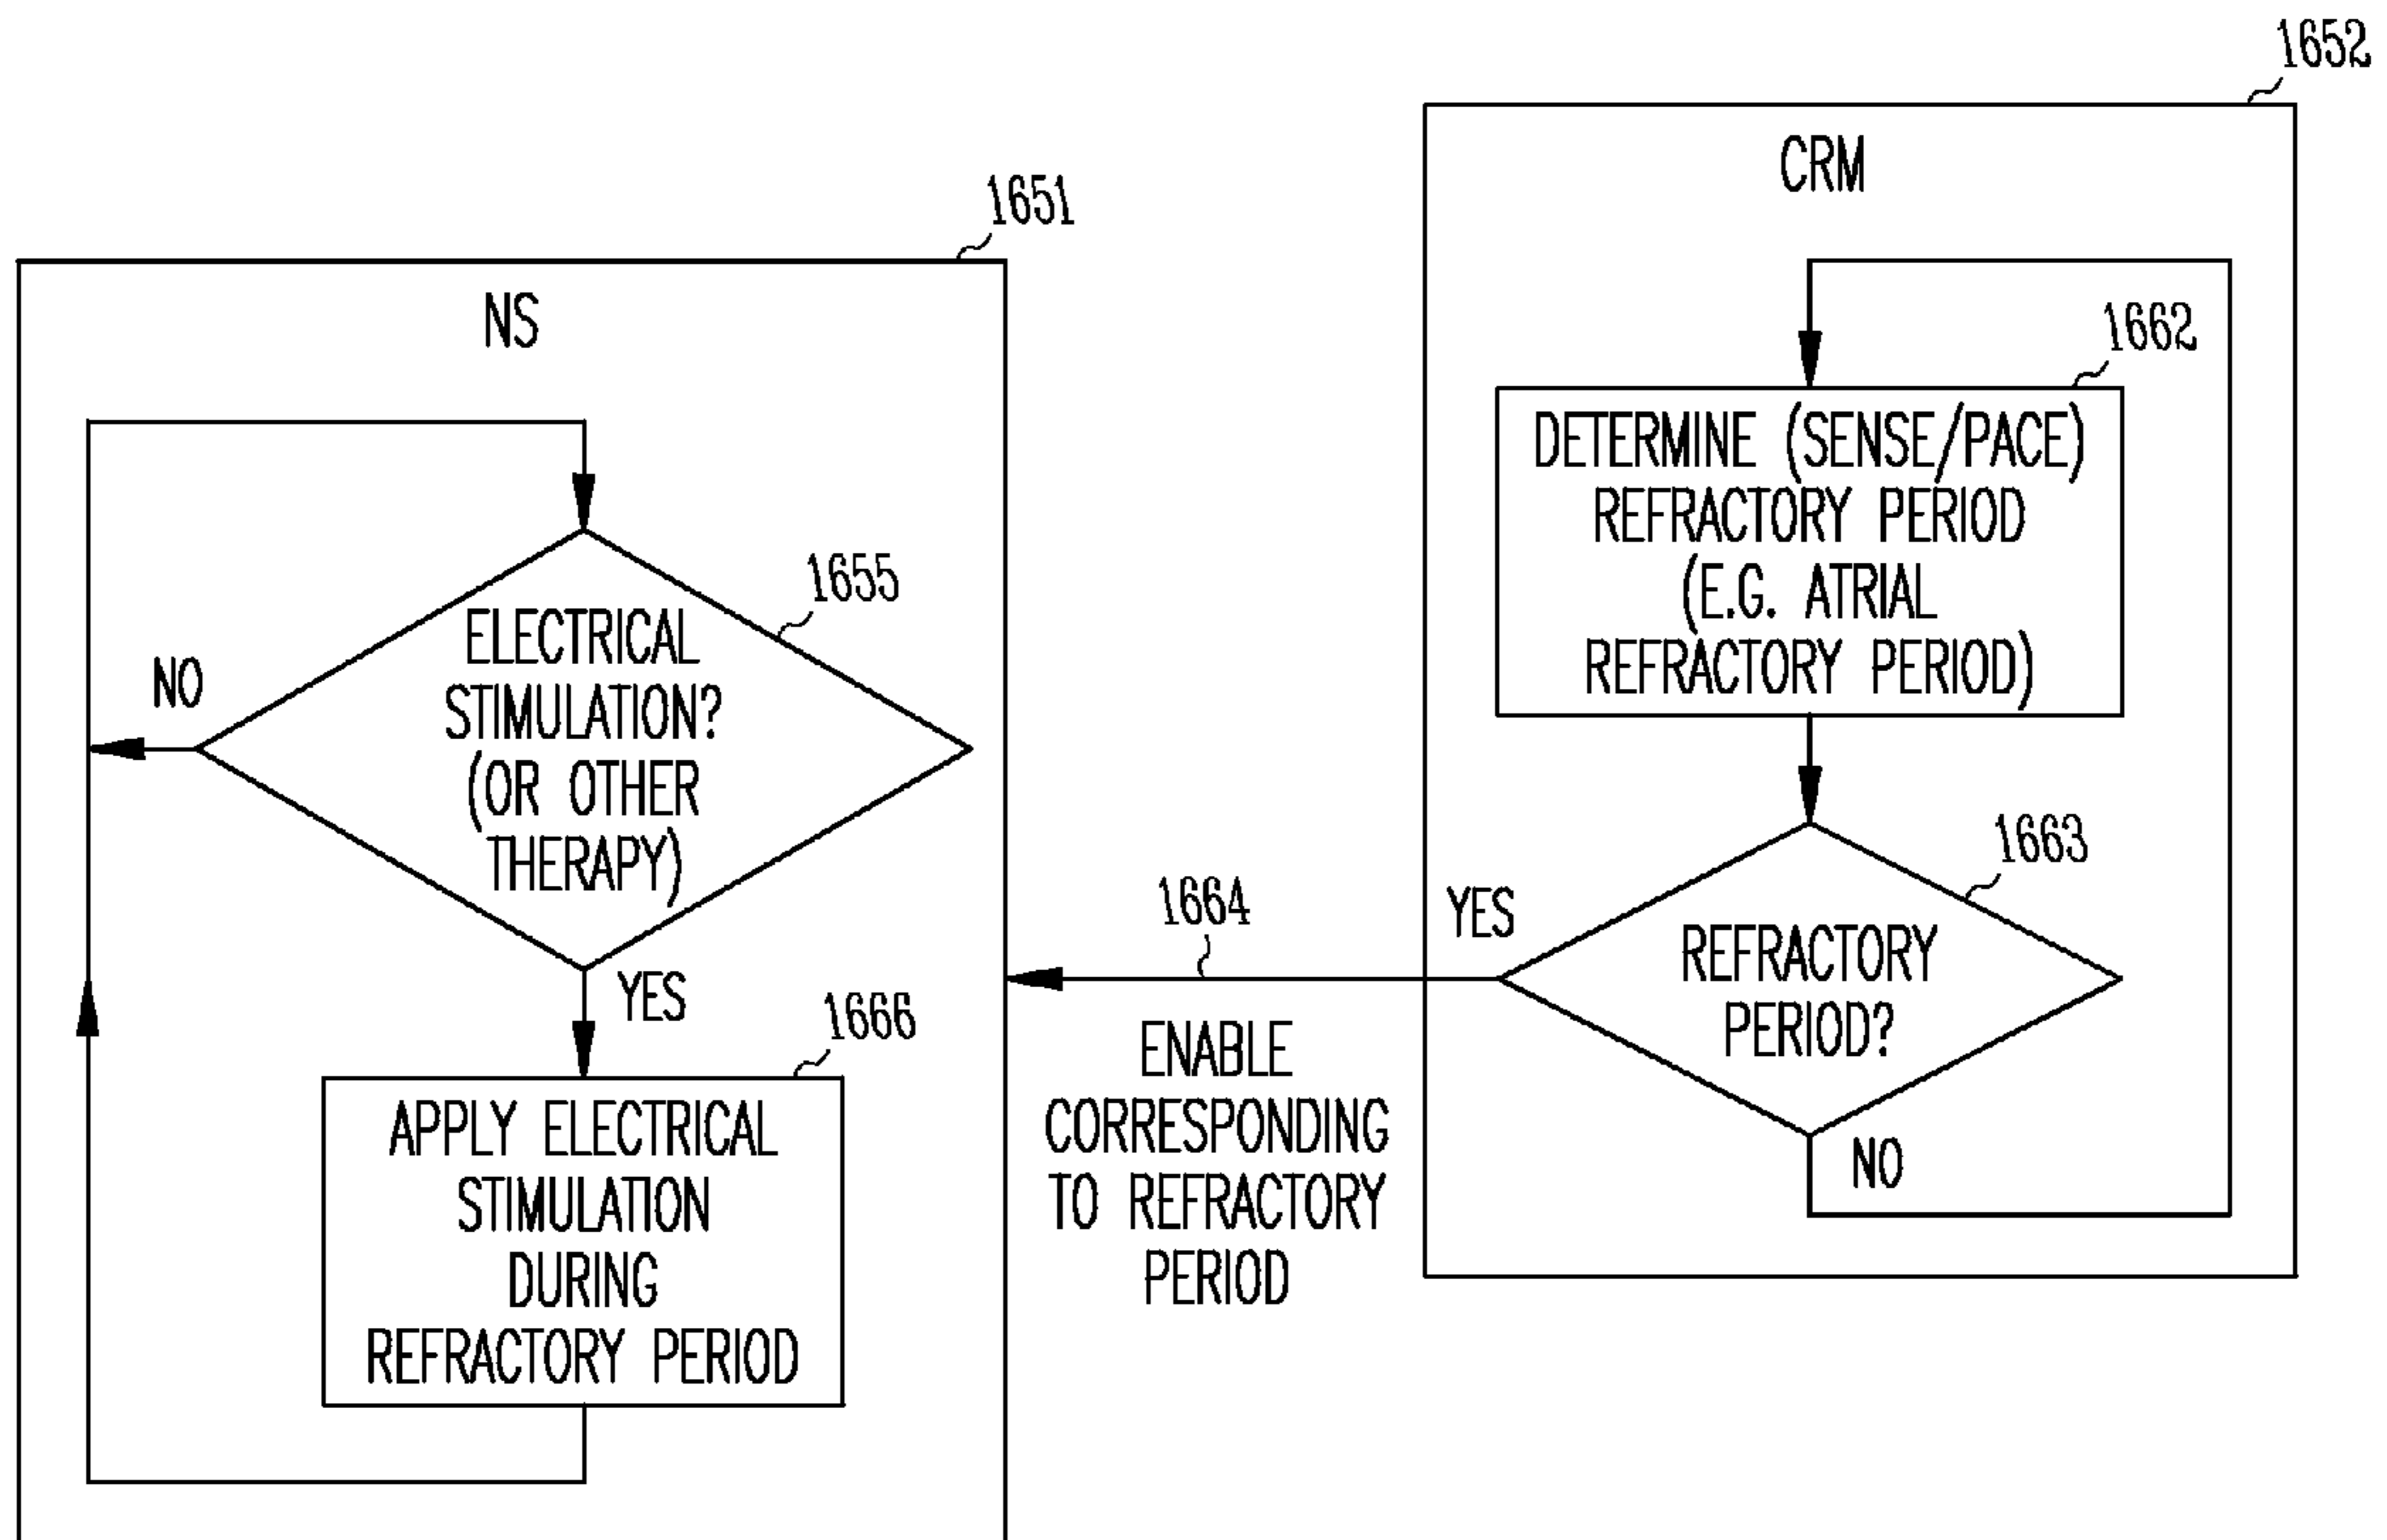 1651
NS
1655
ELECTRICAL
STIMULATION?
(OR OTHER
THERAPY)
NO
YES
1666
APPLY ELECTRICAL
STIMULATION
DURING
REFRACTORY PERIOD
1664
ENABLE
CORRESPONDING
TO REFRACTORY
PERIOD
1652
CRM
1662
DETERMINE (SENSE/PACE)
REFRACTORY PERIOD
(E.G. ATRIAL
REFRACTORY PERIOD)
1663
YES
REFRACTORY
PERIOD?
NO